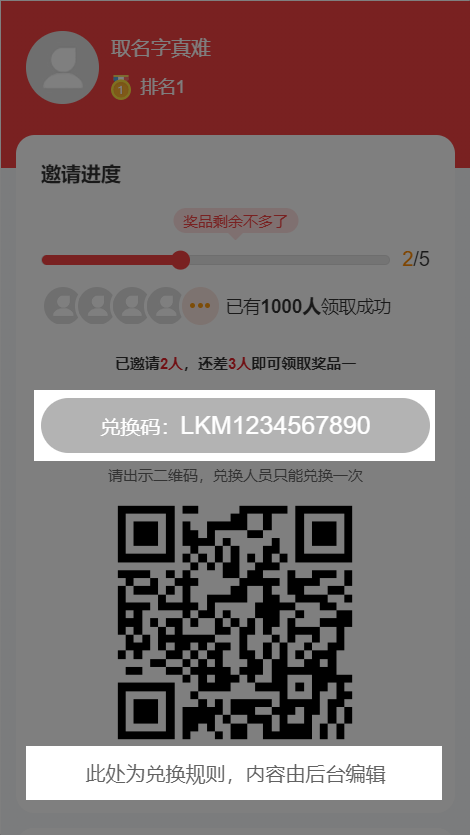 取名字真难
1 排名1
邀请进度
奖品剩余不多了
2/5
已有1000人领取成功
已邀请2人，还差3人即可领取奖品一
兑换码：LKM1234567890
请出示二维码，兑换人员只能兑换一次
此处为兑换规则，内容由后台编辑